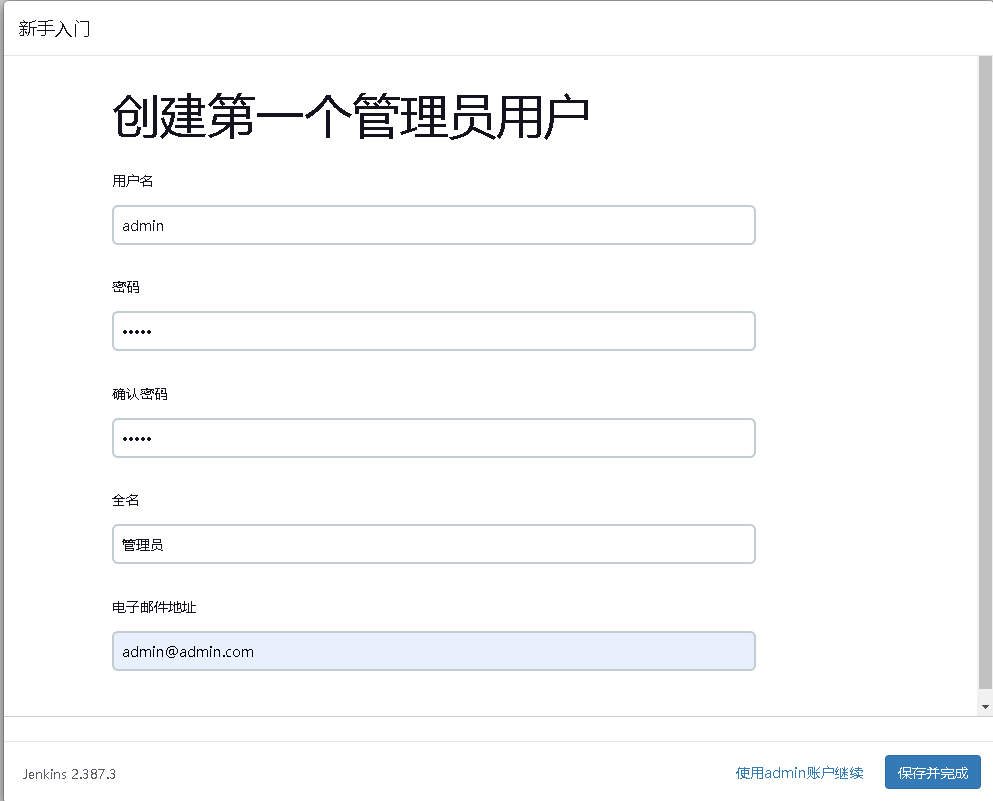 新手入门
创建第一个管理员用户
用户名
admin
密码
•••••
确认密码
•••••
全名
管理员
电子邮件地址
admin@admin.com
Jenkins 2.387.3
使用admin账户继续
保存并完成